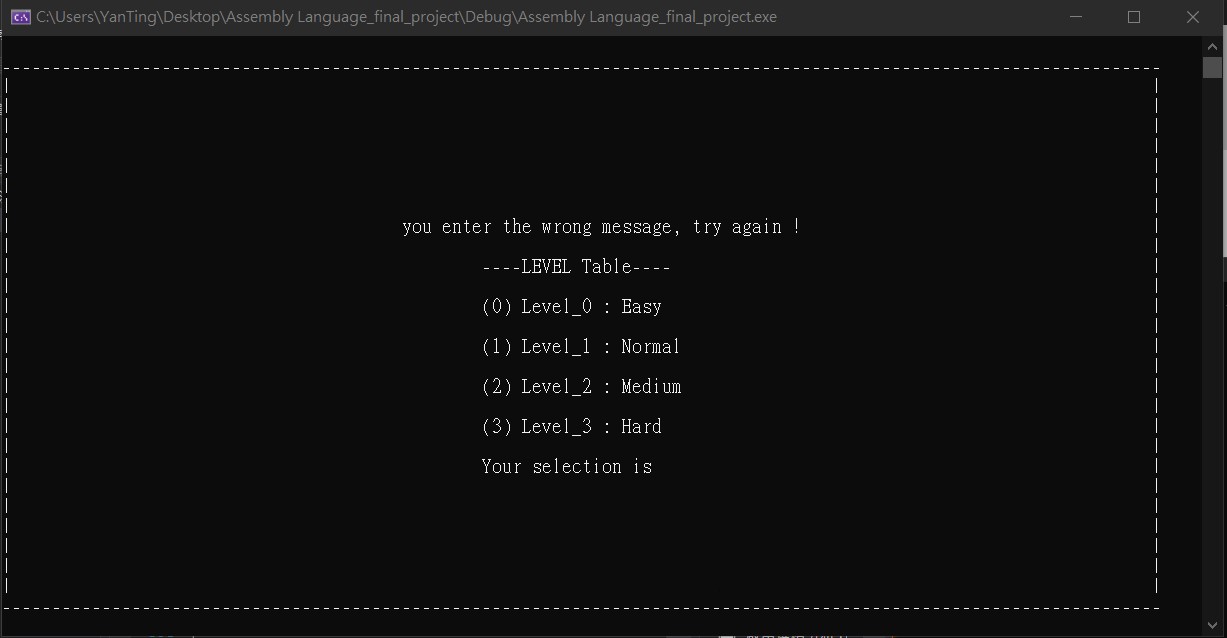 C:\Users\YanTing\Desktop\Assembly Language_final_project\Debug\Assembly Language_final_project.exe
you enter the wrong message, try again !
----LEVEL Table----
(0) Level_0 : Easy
(1) Level_1 : Normal
(2) Level_2 : Medium
(3) Level_3 : Hard
Your selection is